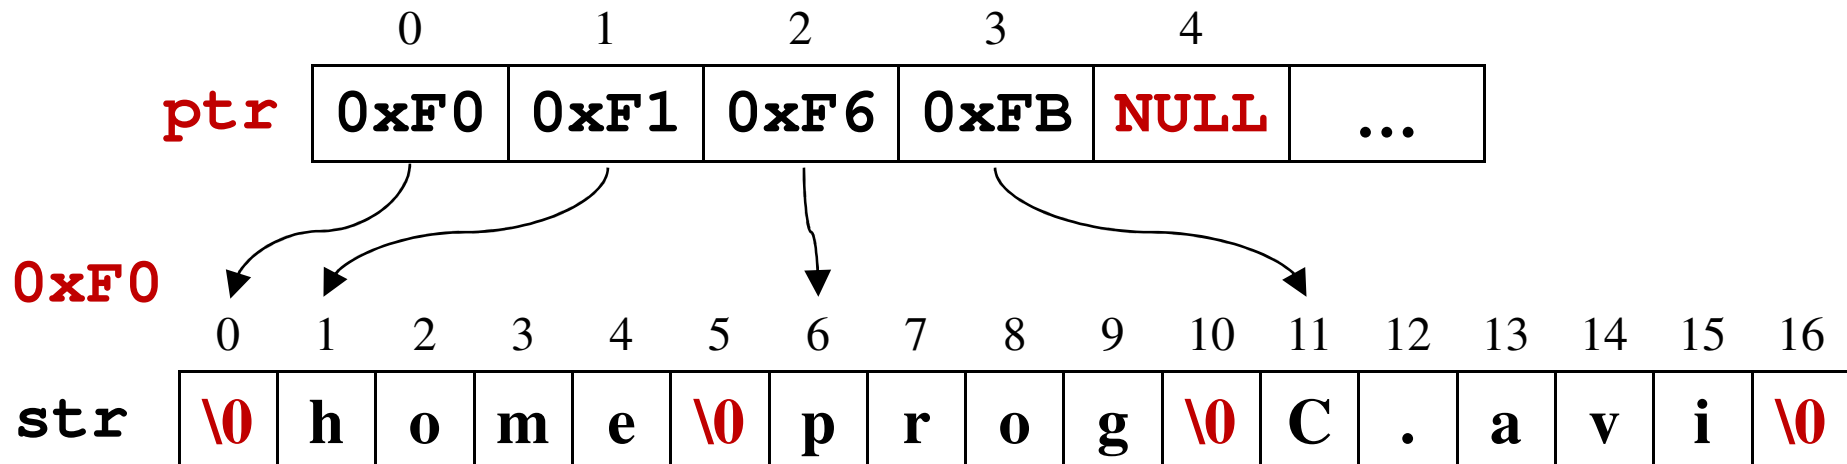 0 1 2 3 4
ptr 0xF0 0xF1 0xF6 0xFB NULL ...
0xF0
0 1 2 3 4 5 6 7 8 9 10 11 12 13 14 15 16
str \0 h o m e \0 p r o g \0 C . a v i \0